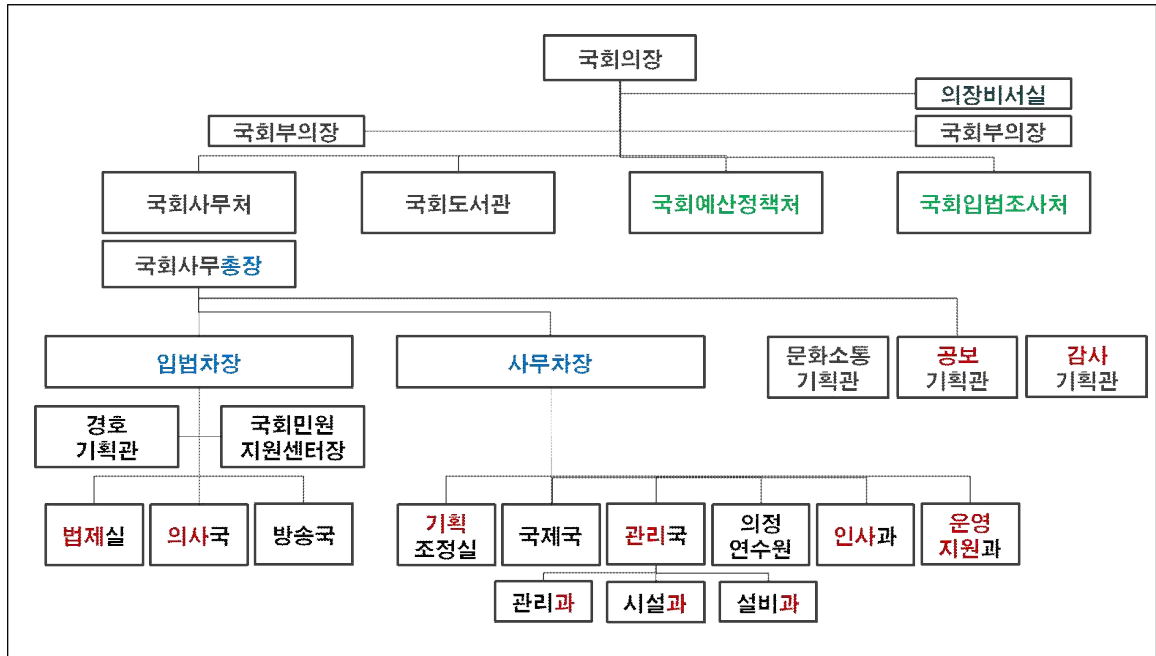 국회의장
의장비서실
국회부의장
국회부의장
국회사무처
국회도서관
국회예산정책처
국회입법조사처
국회사무총장
입법차장
사무차장
문화소통
기획관
공보
기획관
감사
기획관
경호
기획관
국회민원
지원센터장
법제실
의사국
방송국
기획
조정실
국제국
관리국
의정
연수원
인사과
운영
지원과
관리과
시설과
설비과